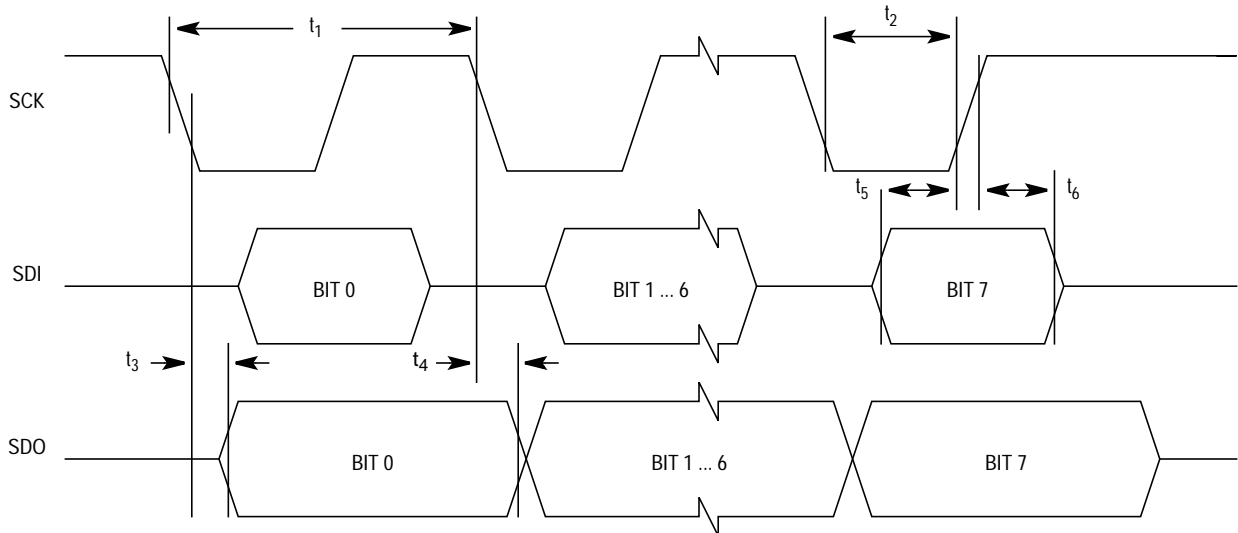 t1
t2
SCK
t5
t6
SDI
BIT 0
BIT 1 ... 6
BIT 7
t3
t4
SDO
BIT 0
BIT 1 ... 6
BIT 7